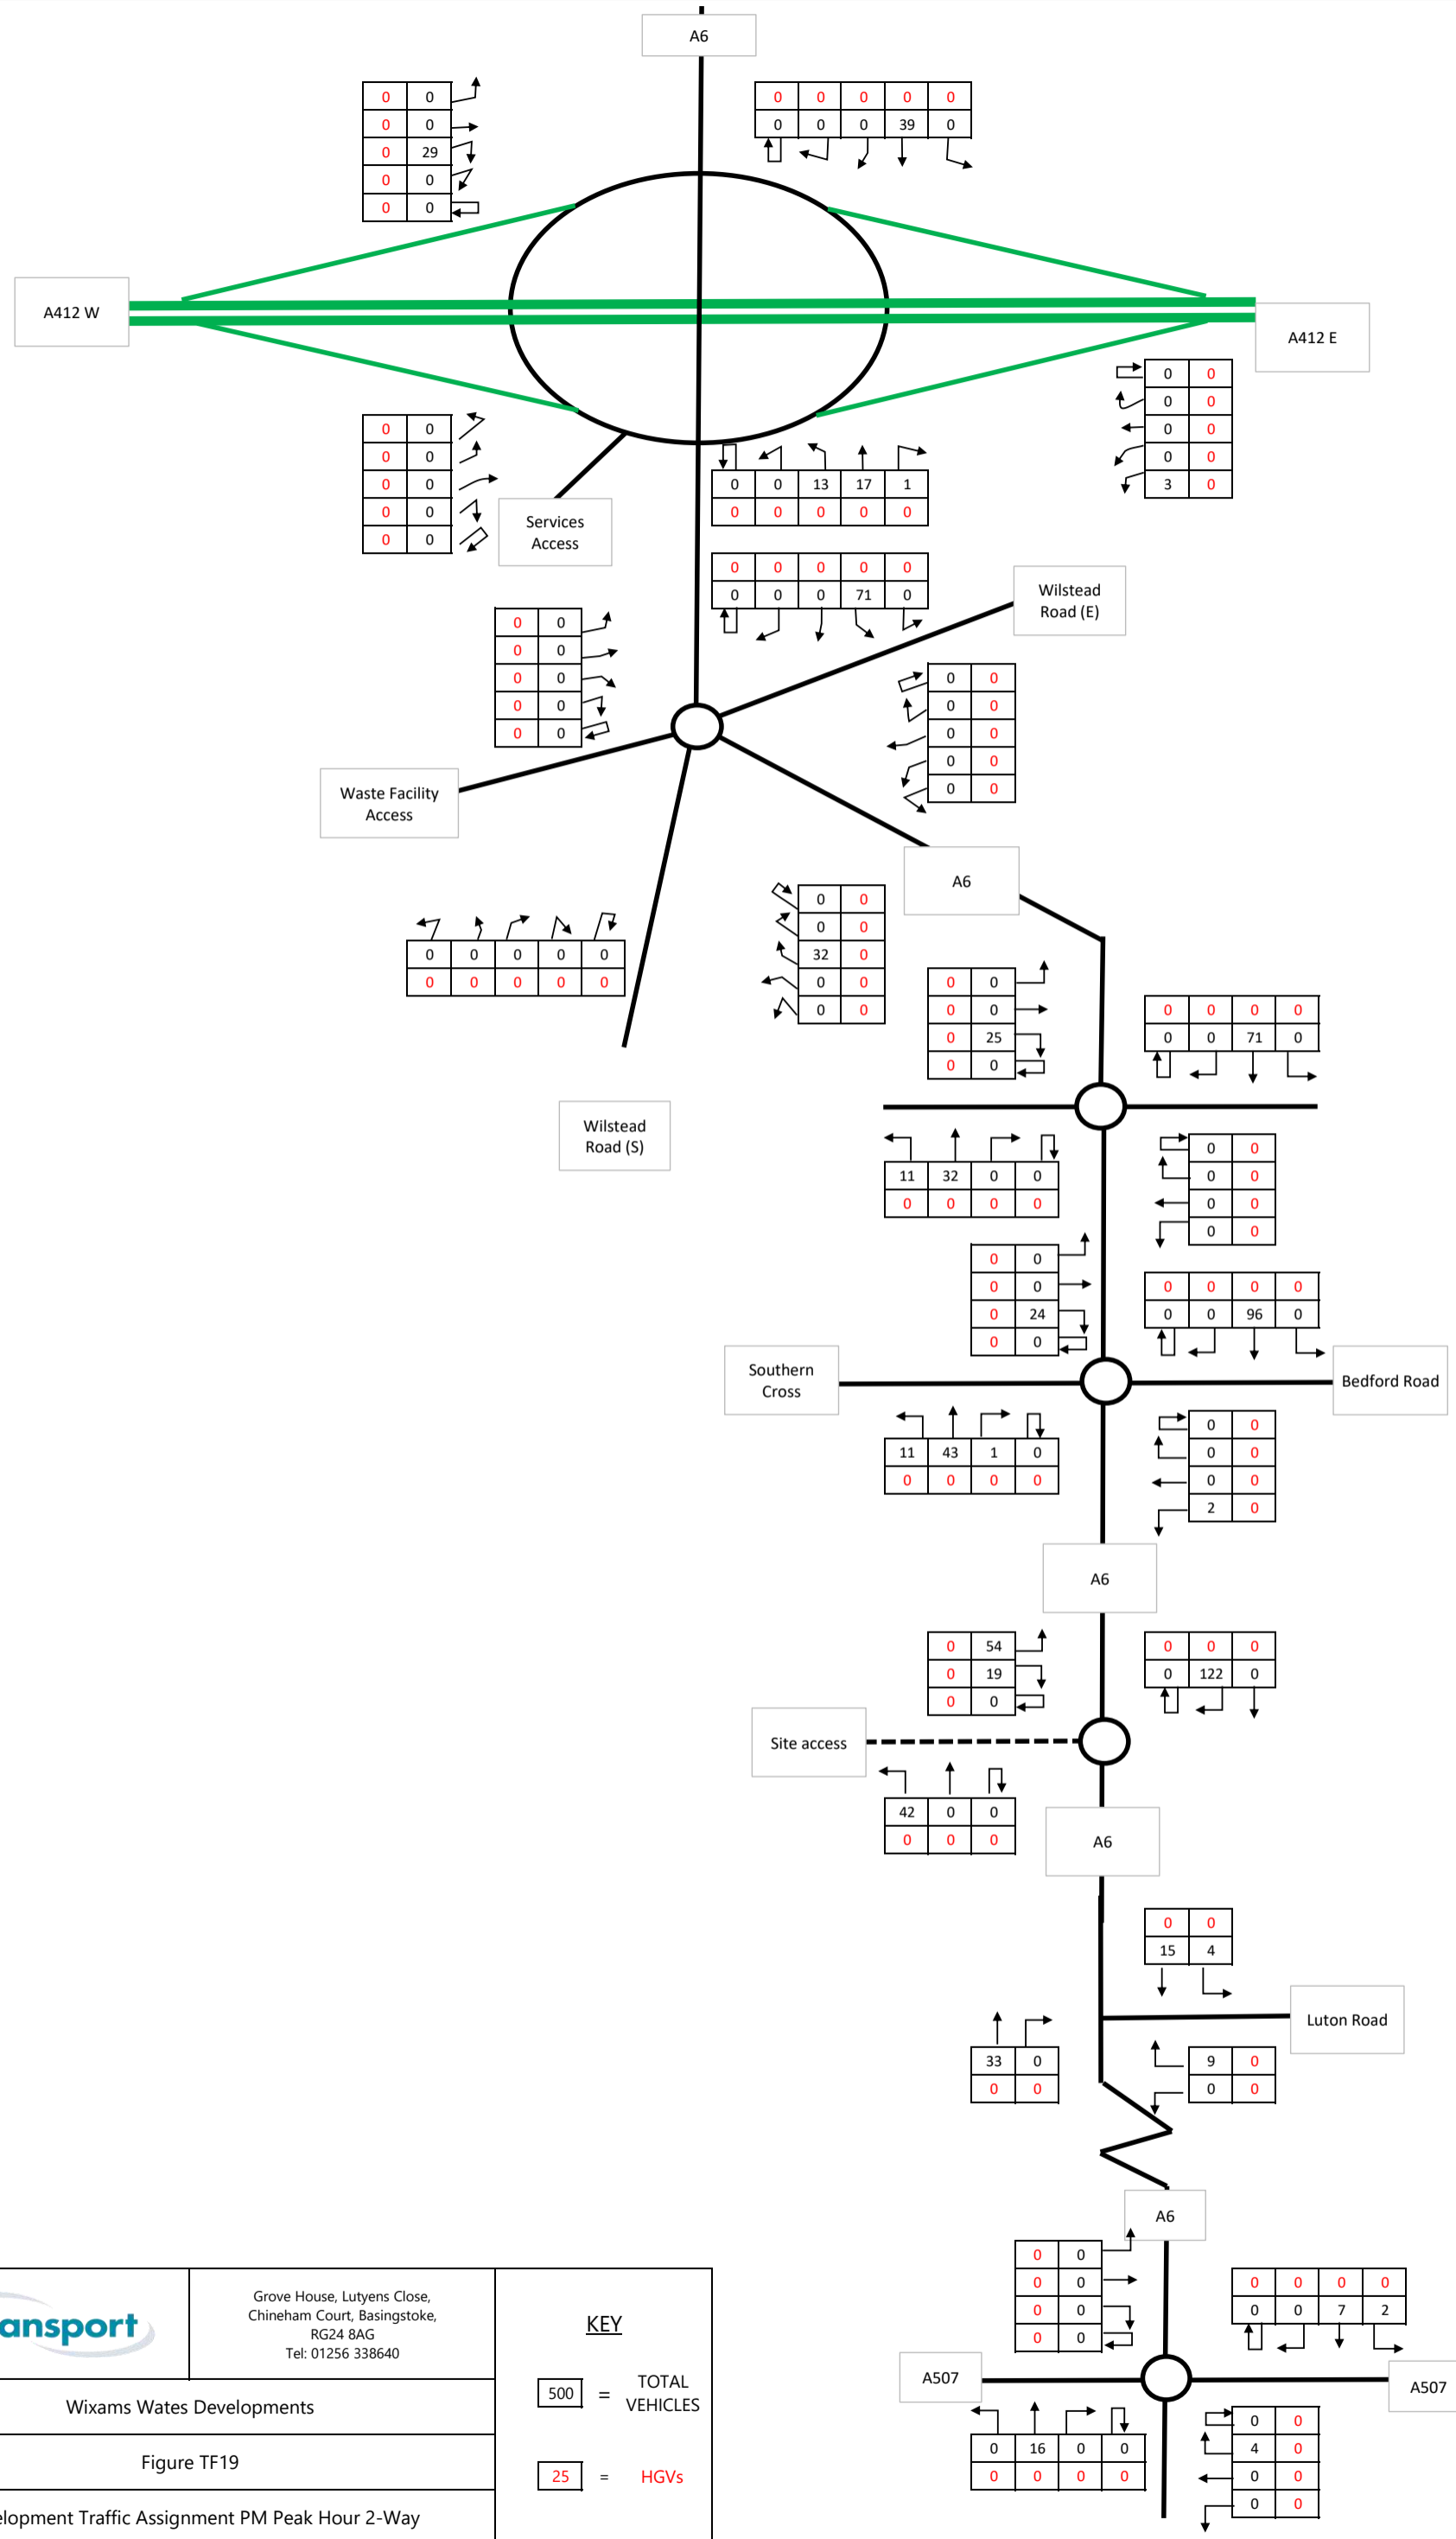 A6
0 0
0 0
0 29
0 0
0 0
0 0 0 0 0
0 0 0 39 0
A412 W
A412 E
0 0
0 0
0 0
0 0
3 0
0 0
0 0
0 0
0 0
0 0
Services
Access
0 0 13 17 1
0 0 0 0 0
0 0 0 0 0
0 0 0 71 0
Wilstead
Road (E)
0 0
0 0
0 0
0 0
0 0
0 0
0 0
0 0
0 0
0 0
Waste Facility
Access
A6
0 0 0 0 0
0 0 0 0 0
0 0
0 0
32 0
0 0
0 0
Wilstead
Road (S)
0 0
0 0
0 25
0 0
0 0 0 0
0 0 71 0
11 32 0 0
0 0 0 0
0 0
0 0
0 0
0 0
0 0
0 0
0 24
0 0
0 0 0 0
0 0 96 0
Southern
Cross
Bedford Road
11 43 1 0
0 0 0 0
0 0
0 0
0 0
2 0
A6
0 54
0 19
0 0
0 0 0
0 122 0
Site access
42 0 0
0 0 0
A6
0 0
15 4
Luton Road
33 0
0 0
9 0
0 0
A6
0 0
0 0
0 0
0 0
0 0 0 0
0 0 7 2
A507
A507
0 16 0 0
0 0 0 0
0 0
4 0
0 0
0 0
ansport
Grove House, Lutyens Close,
Chineham Court, Basingstoke,
RG24 8AG
Tel: 01256 338640
Wixams Wates Developments
Figure TF19
elopment Traffic Assignment PM Peak Hour 2-Way
KEY
500 = TOTAL
VEHICLES
25 = HGVs